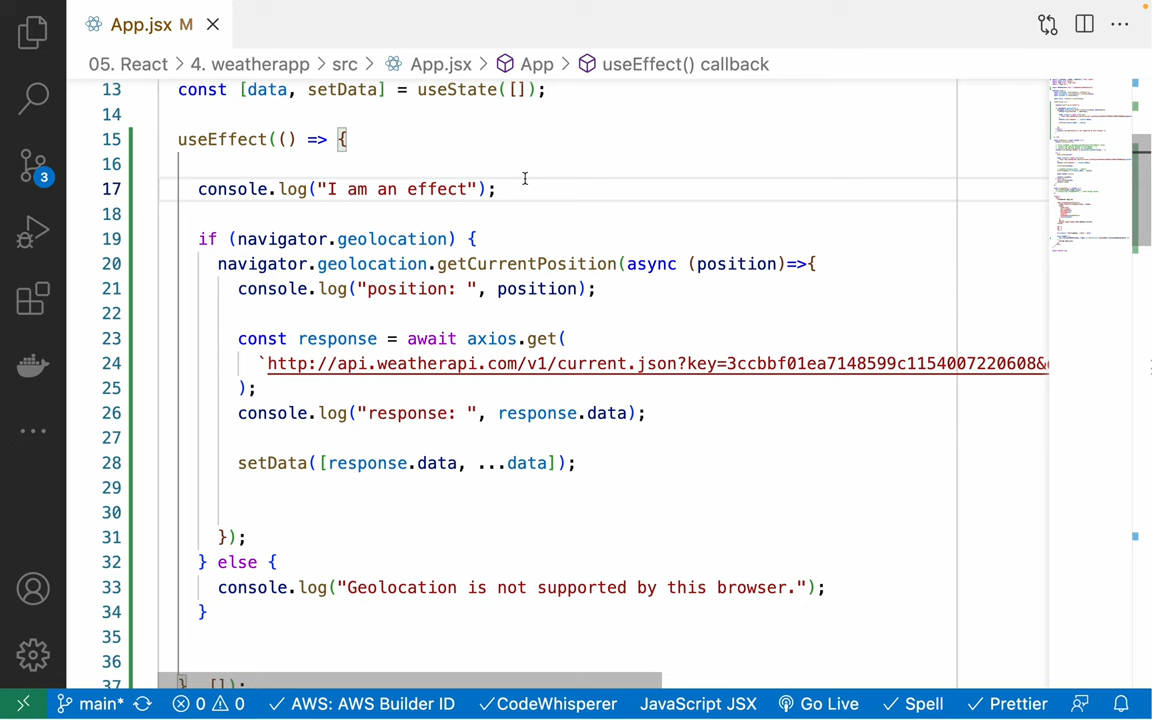 App.jsx M
05. React > 4. weatherapp > src > App.jsx > App > useEffect() callback
13 const [data, setData] = useState([]);
14
15 useEffect(() => {
16
17 console.log("I am an effect");
18
19 if (navigator.geolocation) {
20 navigator.geolocation.getCurrentPosition(async (position)=>{
21 console.log("position: ", position);
22
23 const response = await axios.get(
24 `http://api.weatherapi.com/v1/current.json?key=3ccbbf01ea7148599c1154007220608&
25 );
26 console.log("response: ", response.data);
27
28 setData([response.data, ...data]);
29
30
31 });
32 } else {
33 console.log("Geolocation is not supported by this browser.");
34 }
35
36
37 }, []);
3
main* 0 0 AWS: AWS Builder ID CodeWhisperer JavaScript JSX Go Live Spell Prettier